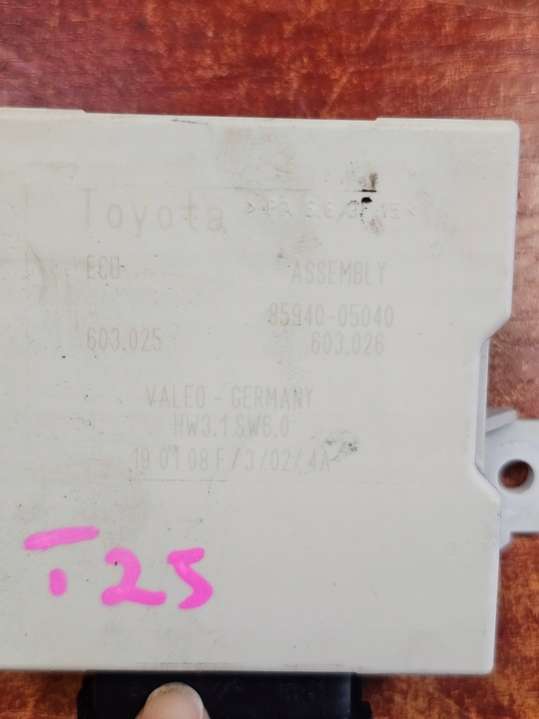 Toyota
ECU ASSEMBLY
85940-05040
603.025 603.026
VALEO - GERMANY
HW3.1 SW6.0
19 01 08 F/3/02/4A
T25